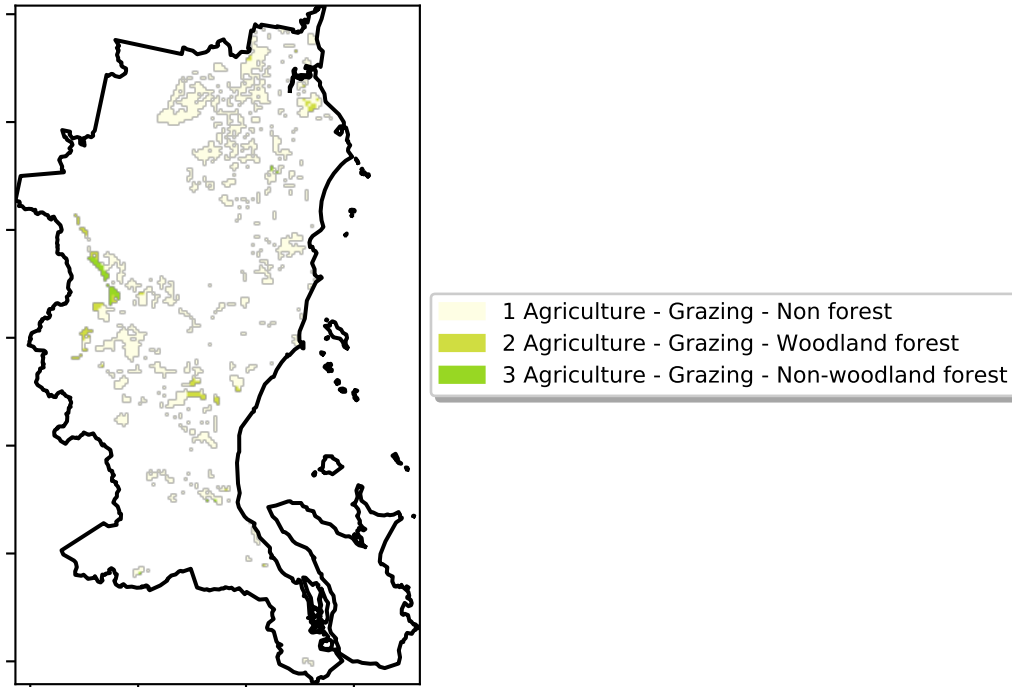 1 Agriculture - Grazing - Non forest
2 Agriculture - Grazing - Woodland forest
3 Agriculture - Grazing - Non-woodland forest